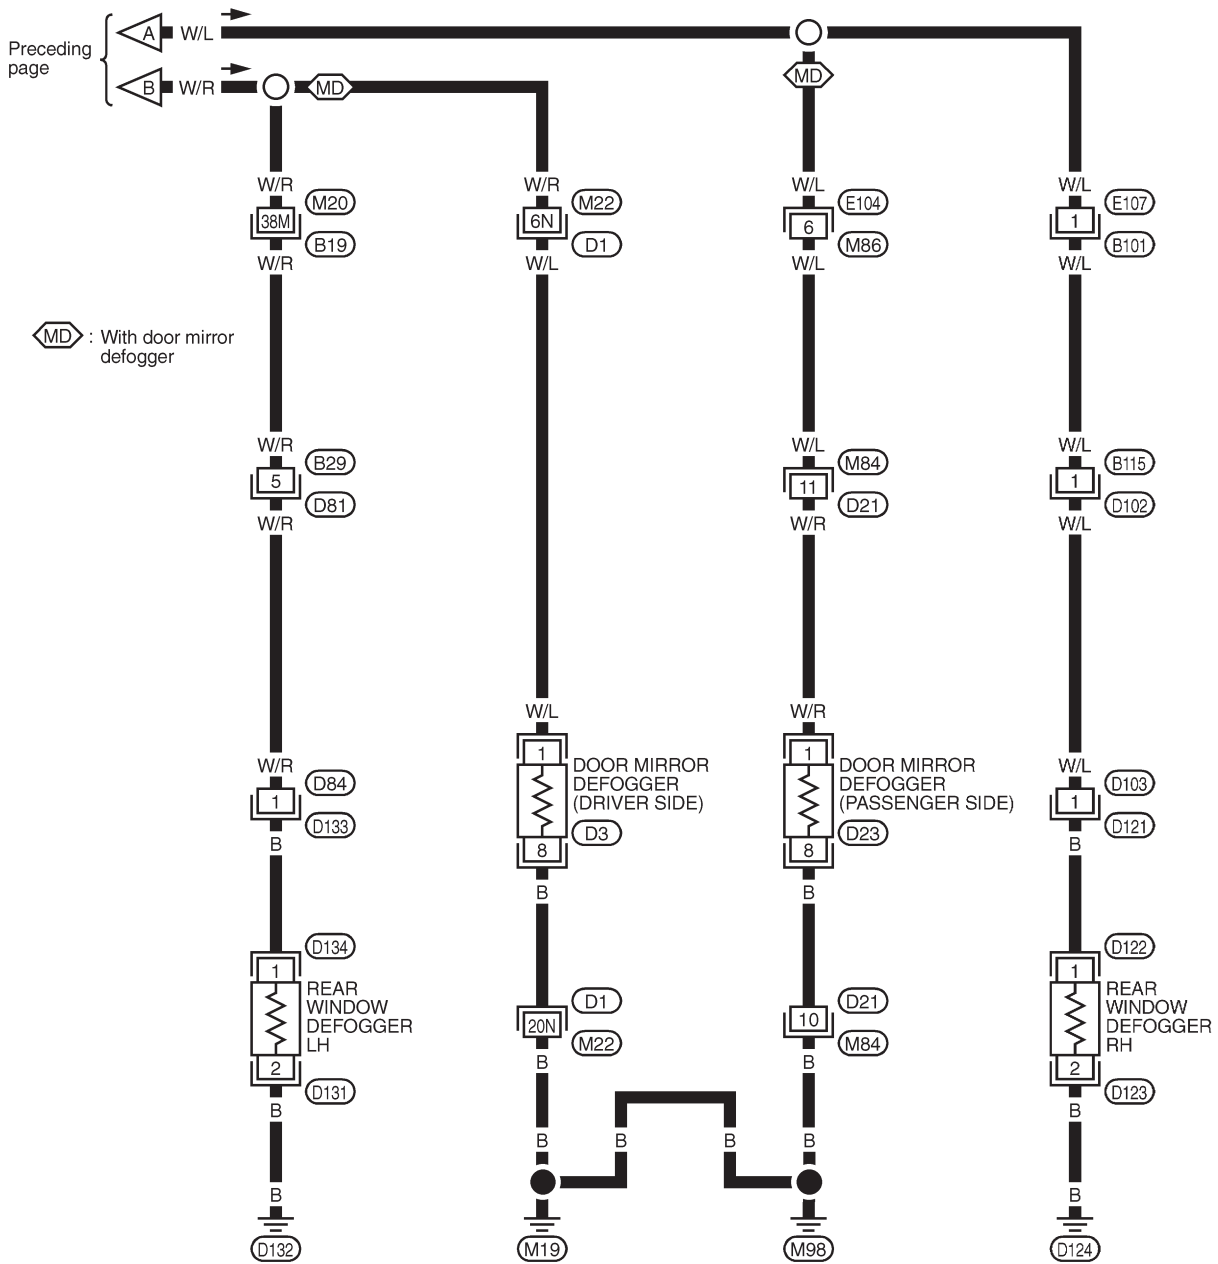 Preceding
page
A W/L
B W/R MD
MD
W/R W/R W/L W/L
M20 M22 E104 E107
38M 6N 6 1
B19 D1 M86 B101
W/R W/L W/L W/L
MD : With door mirror
defogger
W/R W/L W/L
B29 M84 B115
5 11 1
D81 D21 D102
W/R W/R W/L
W/L W/R
1 1
W/R DOOR MIRROR DOOR MIRROR W/L
D84 DEFOGGER DEFOGGER D103
1 (DRIVER SIDE) (PASSENGER SIDE) 1
D133 D3 D23 D121
B 8 8 B
B B
D134 D122
1 1
REAR D1 D21 REAR
WINDOW WINDOW
DEFOGGER 20N 10 DEFOGGER
LH M22 M84 RH
2 B B 2
D131 D123
B B
B B B B
B B
D132 M19 M98 D124